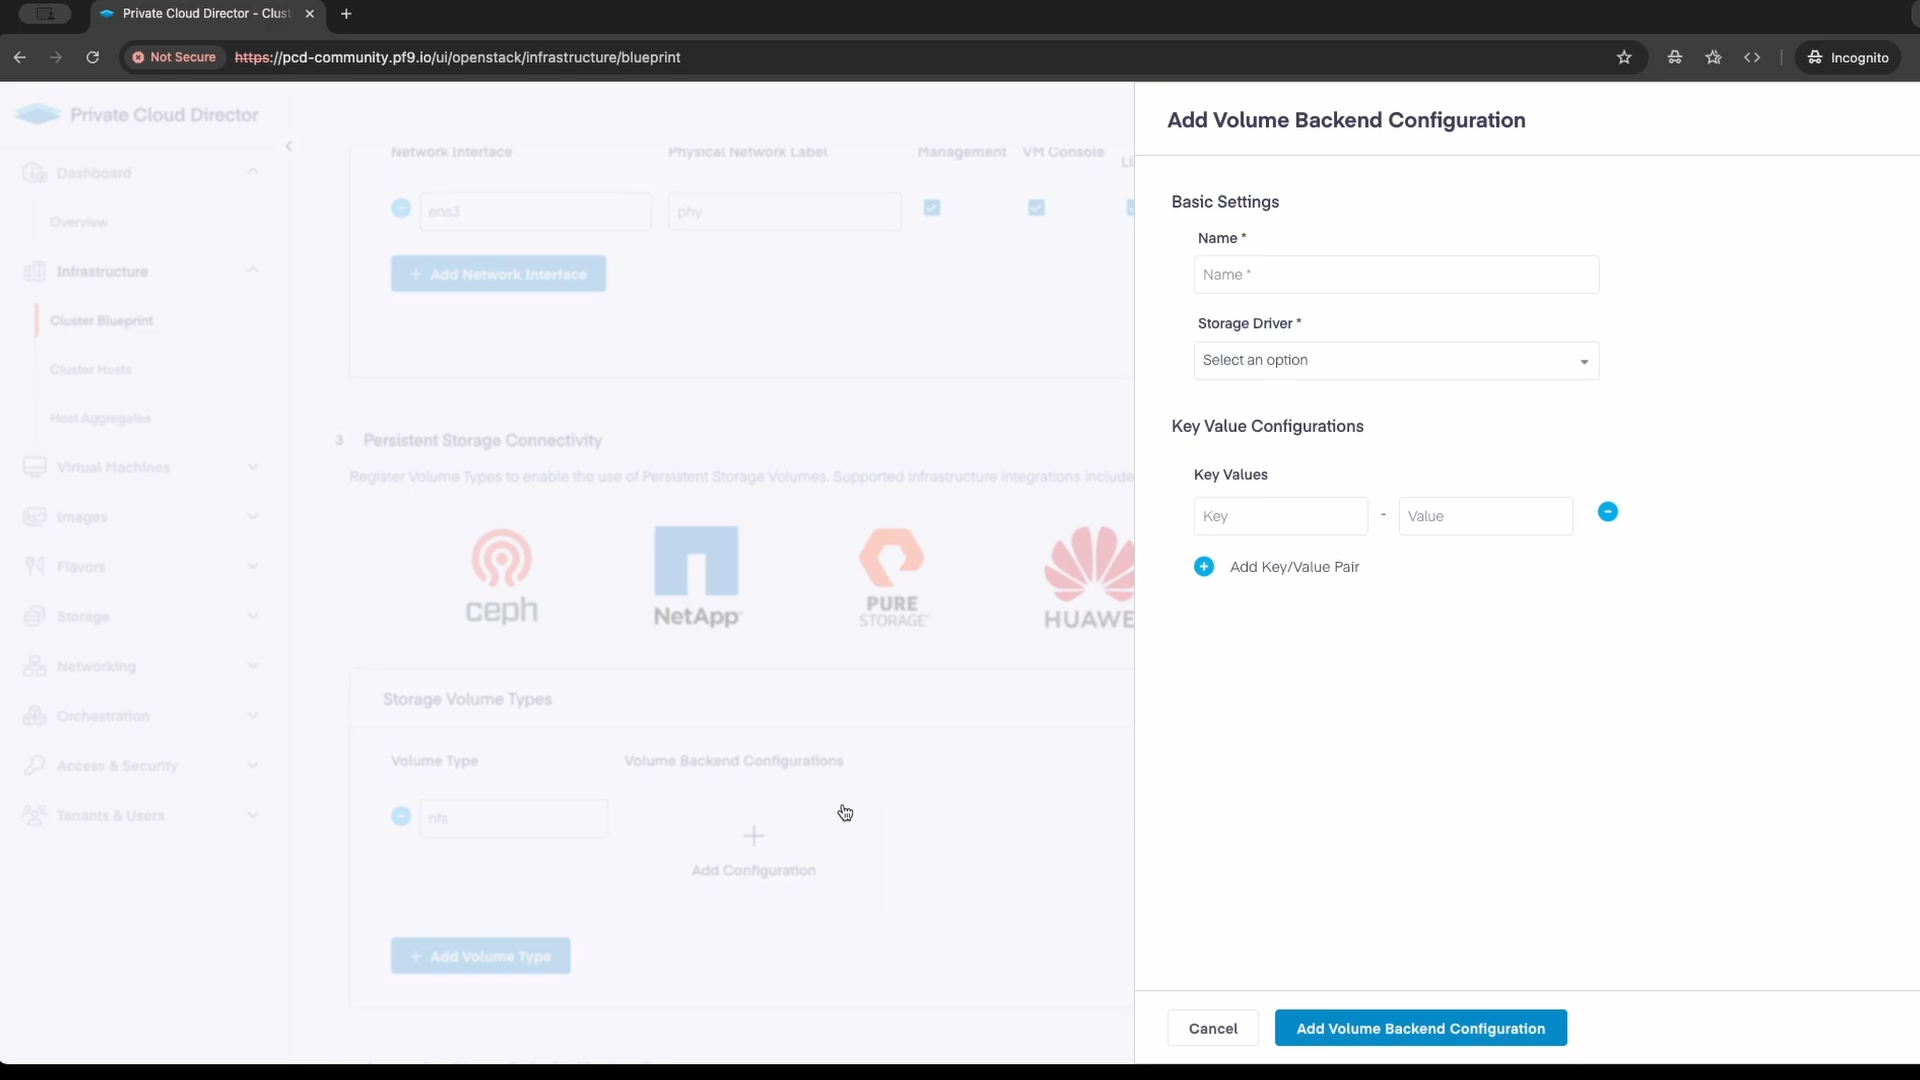 Private Cloud Director - Clus
Not Secure
https://pcd-community.pf9.io/ui/openstack/infrastructure/blueprint
Incognito
Private Cloud Director
Dashboard
Overview
Infrastructure
Cluster Blueprint
Cluster Hosts
Host Aggregates
Virtual Machines
Images
Flavors
Storage
Networking
Orchestration
Access & Security
Tenants & Users
Network Interface
Physical Network Label
Management
VM Console
Li
ens3
phy
+ Add Network Interface
3 Persistent Storage Connectivity
Register Volume Types to enable the use of Persistent Storage Volumes. Supported infrastructure integrations include
ceph
NetApp
PURE
STORAGE
HUAWE
Storage Volume Types
Volume Type
Volume Backend Configurations
nfs
Add Configuration
+ Add Volume Type
Add Volume Backend Configuration
Basic Settings
Name *
Name *
Storage Driver *
Select an option
Key Value Configurations
Key Values
Key - Value
Add Key/Value Pair
Cancel
Add Volume Backend Configuration